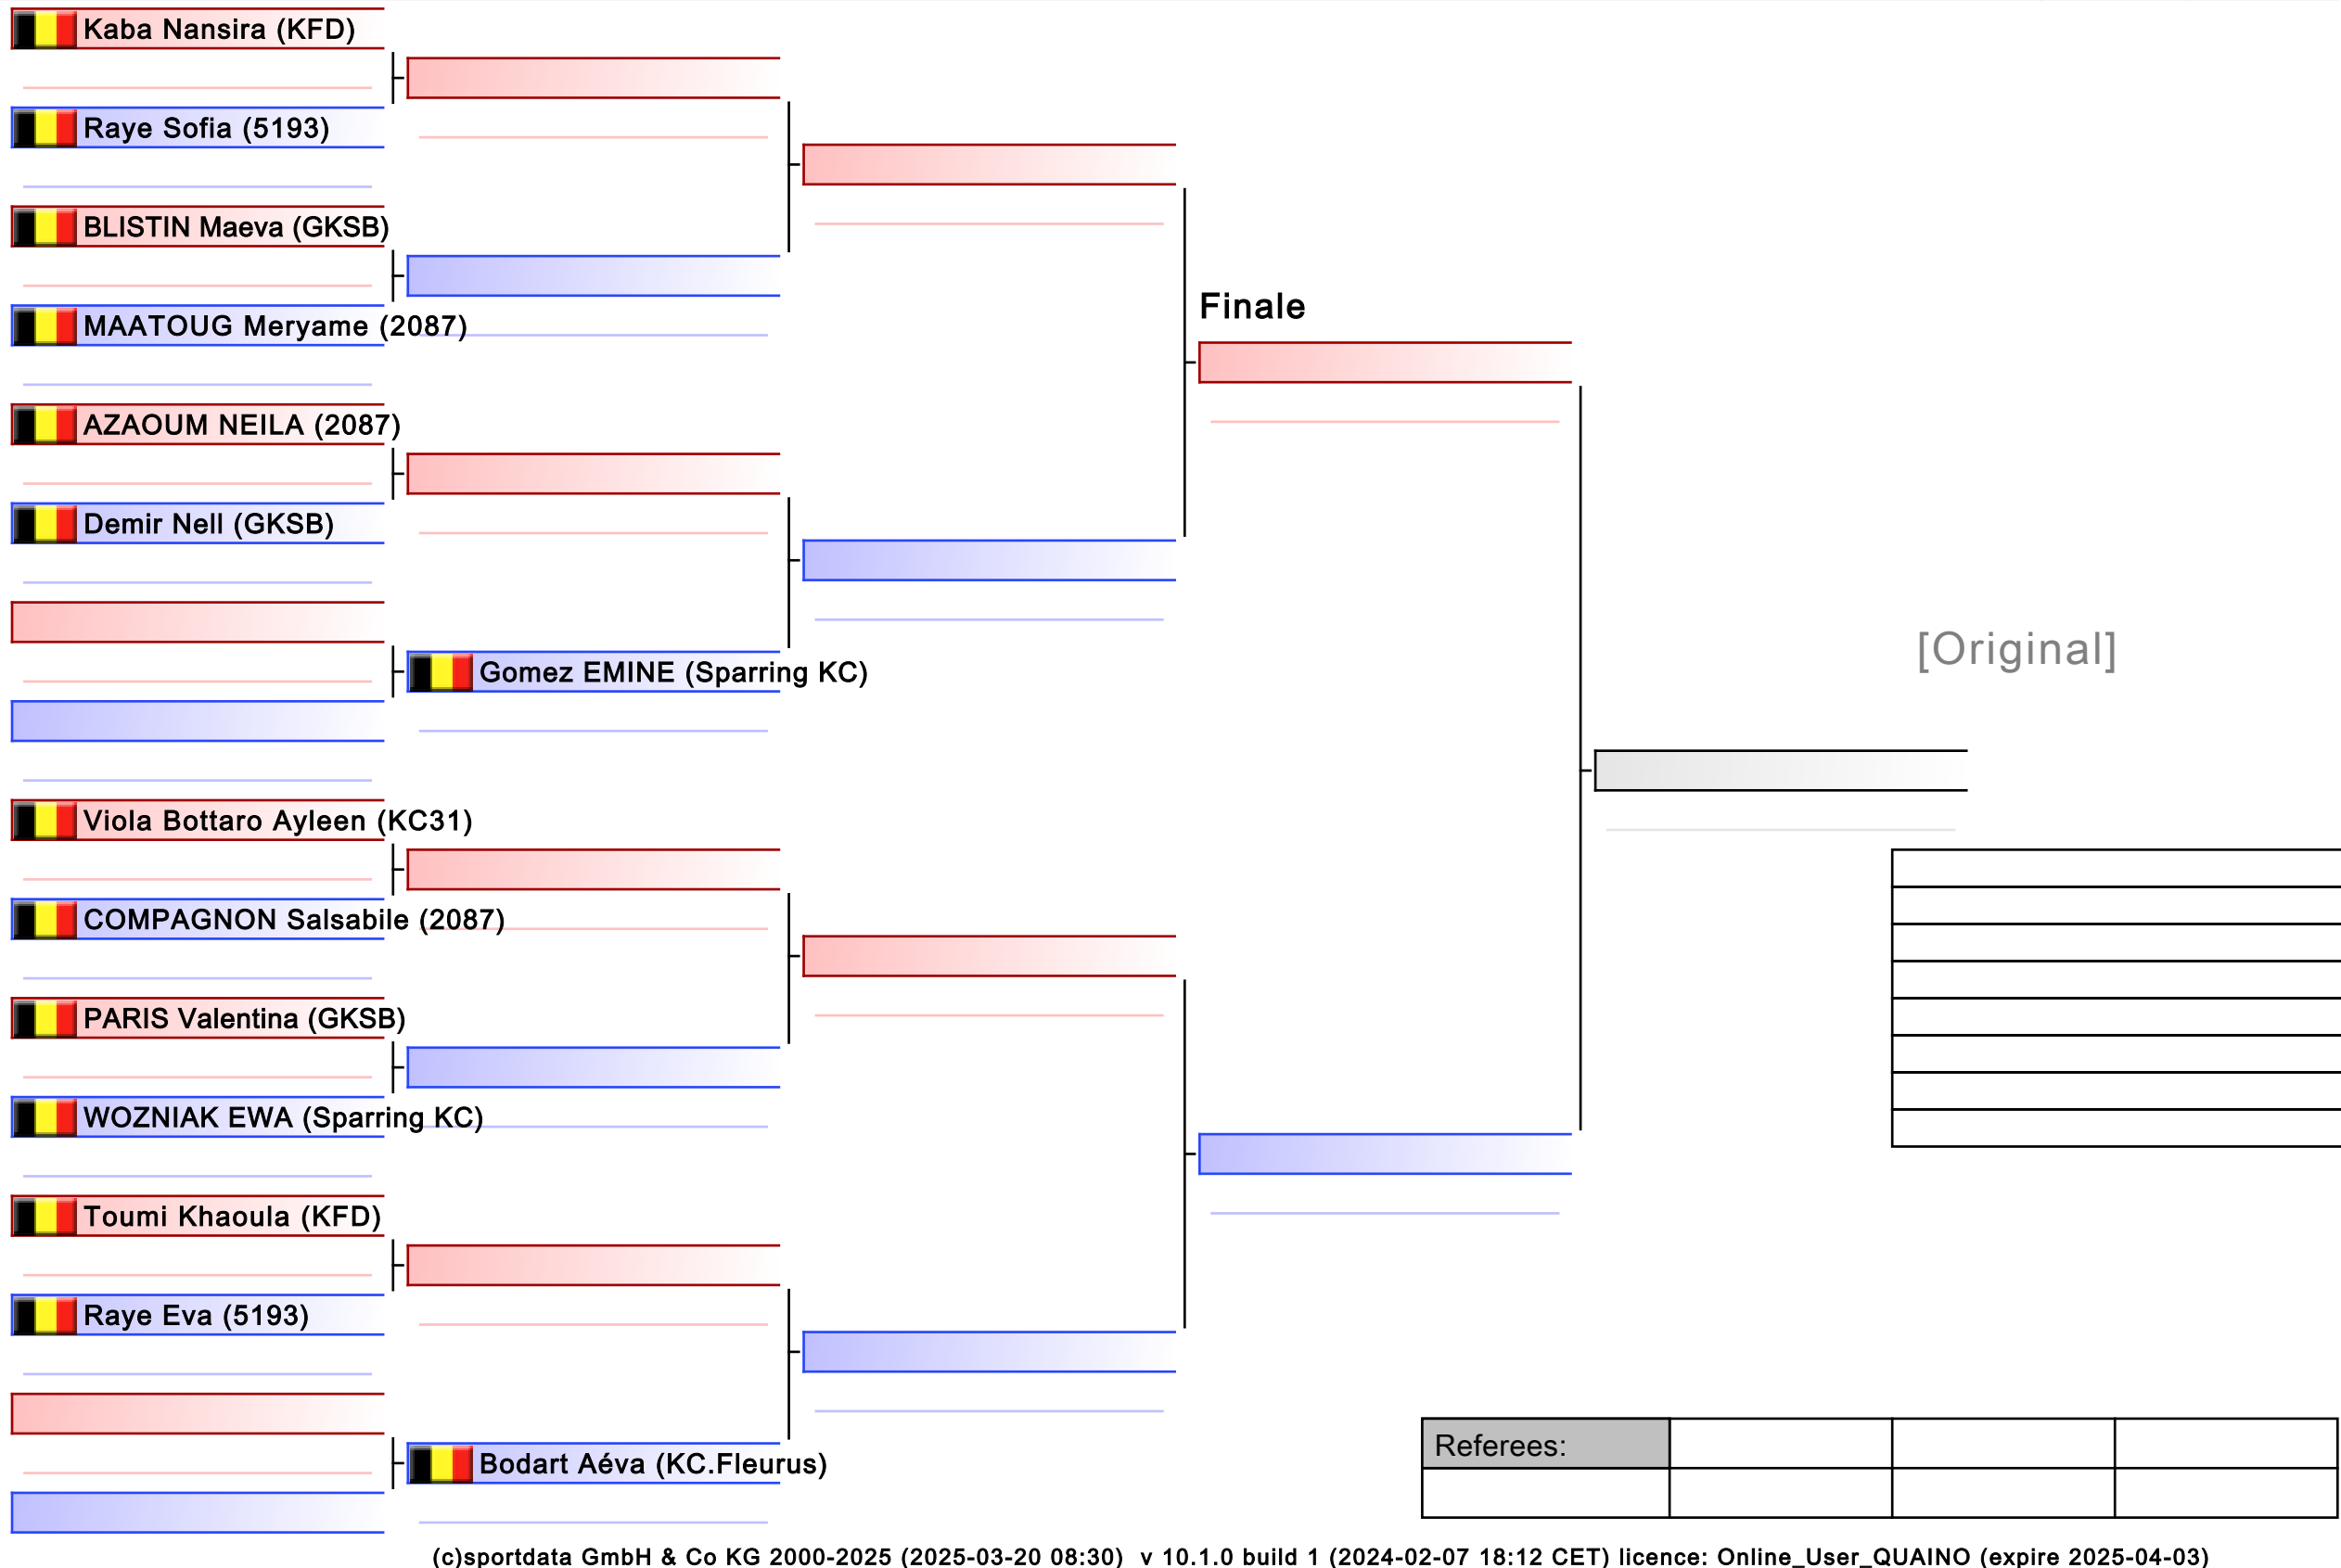 Kaba Nansira (KFD)
Raye Sofia (5193)
BLISTIN Maeva (GKSB)
MAATOUG Meryame (2087)
AZAOUM NEILA (2087)
Demir Nell (GKSB)
Gomez EMINE (Sparring KC)
Viola Bottaro Ayleen (KC31)
COMPAGNON Salsabile (2087)
PARIS Valentina (GKSB)
WOZNIAK EWA (Sparring KC)
Toumi Khaoula (KFD)
Raye Eva (5193)
Bodart Aéva (KC.Fleurus)
Finale
[Original]
Referees:
(c)sportdata GmbH & Co KG 2000-2025 (2025-03-20 08:30)  v 10.1.0 build 1 (2024-02-07 18:12 CET) licence: Online_User_QUAINO (expire 2025-04-03)